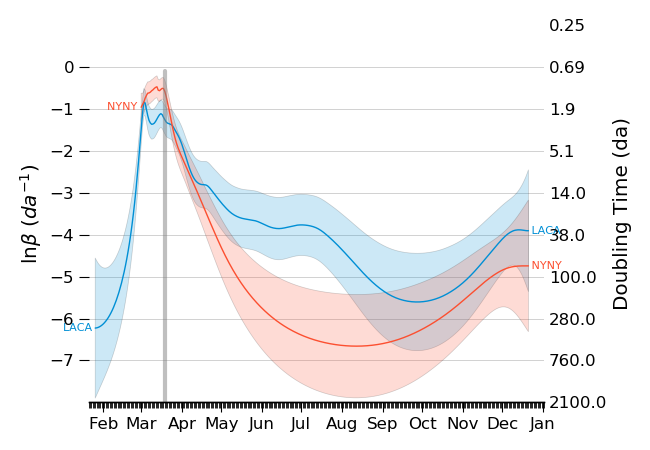 0.25
0 0.69
NYNY
−1 1.9
−2 5.1
−3 14.0
−4 38.0
LACA
−5 100.0
NYNY
−6 280.0
LACA
−7 760.0
2100.0
Feb Mar Apr May Jun Jul Aug Sep Oct Nov Dec Jan
lnβ (da⁻¹)
Doubling Time (da)